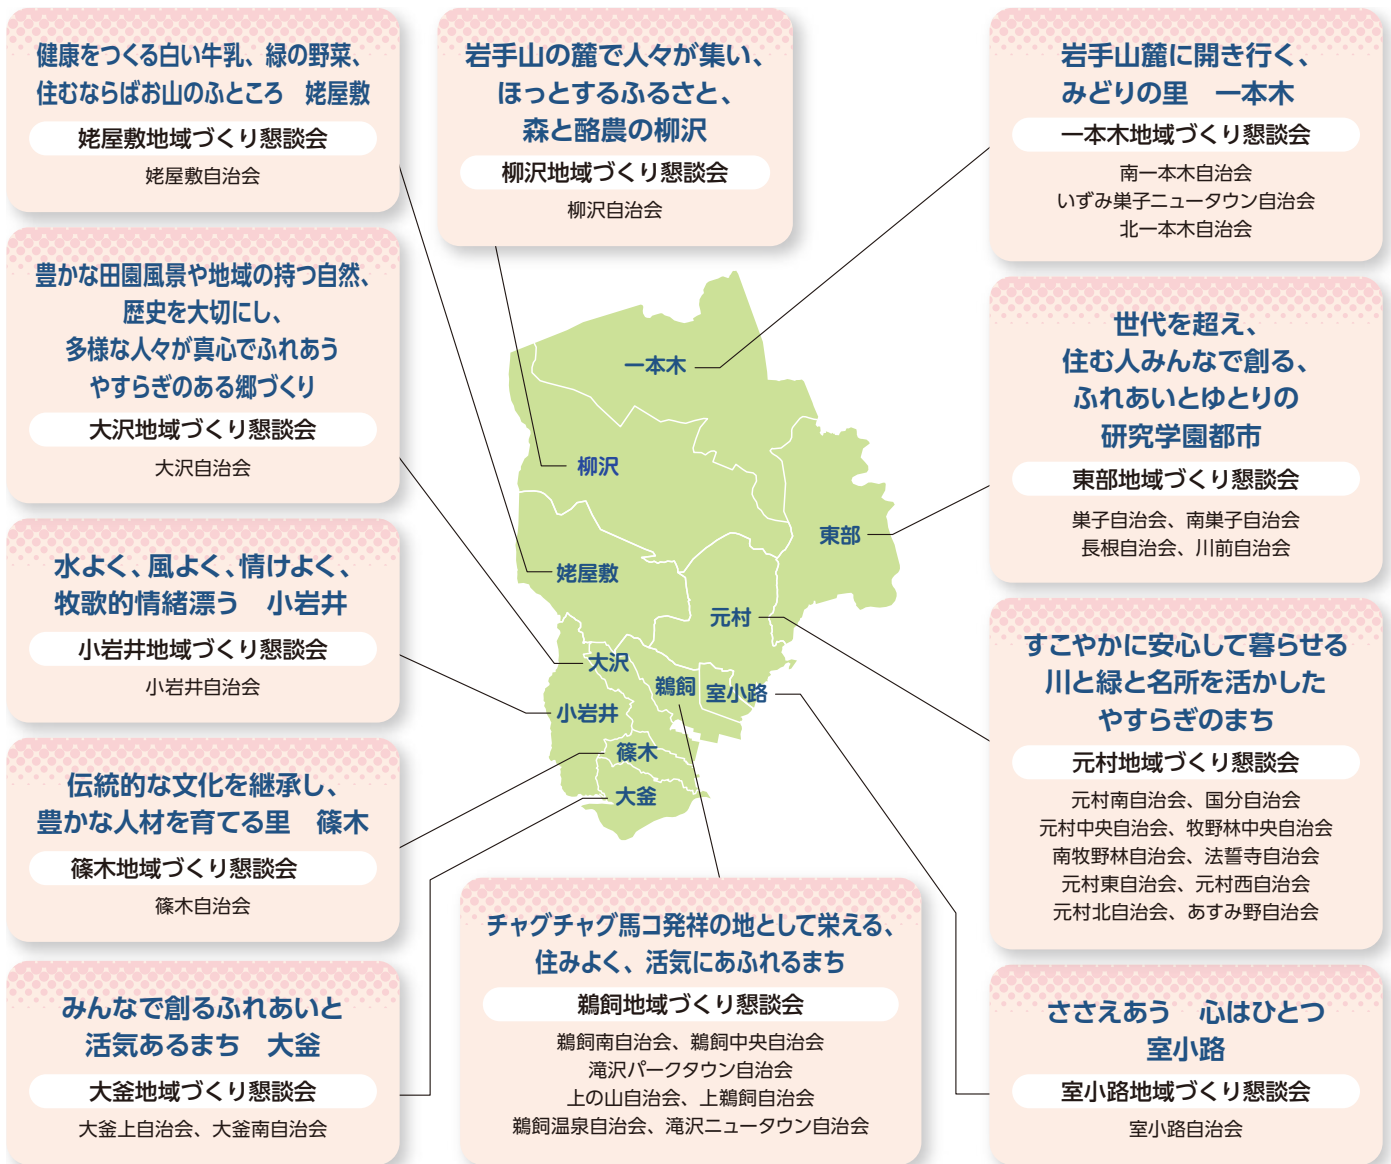 健康をつくる白い牛乳、緑の野菜、
住むならばお山のふところ　姥屋敷
姥屋敷地域づくり懇談会
姥屋敷自治会
岩手山の麓で人々が集い、
ほっとするふるさと、
森と酪農の柳沢
柳沢地域づくり懇談会
柳沢自治会
岩手山麓に開き行く、
みどりの里　一本木
一本木地域づくり懇談会
南一本木自治会
いずみ巣子ニュータウン自治会
北一本木自治会
豊かな田園風景や地域の持つ自然、
歴史を大切にし、
多様な人々が真心でふれあう
やすらぎのある郷づくり
大沢地域づくり懇談会
大沢自治会
世代を超え、
住む人みんなで創る、
ふれあいとゆとりの
研究学園都市
東部地域づくり懇談会
巣子自治会、南巣子自治会
長根自治会、川前自治会
水よく、風よく、情けよく、
牧歌的情緒漂う　小岩井
小岩井地域づくり懇談会
小岩井自治会
すこやかに安心して暮らせる
川と緑と名所を活かした
やすらぎのまち
元村地域づくり懇談会
元村南自治会、国分自治会
元村中央自治会、牧野林中央自治会
南牧野林自治会、法誓寺自治会
元村東自治会、元村西自治会
元村北自治会、あすみ野自治会
伝統的な文化を継承し、
豊かな人材を育てる里　篠木
篠木地域づくり懇談会
篠木自治会
みんなで創るふれあいと
活気あるまち　大釜
大釜地域づくり懇談会
大釜上自治会、大釜南自治会
チャグチャグ馬コ発祥の地として栄える、
住みよく、活気にあふれるまち
鵜飼地域づくり懇談会
鵜飼南自治会、鵜飼中央自治会
滝沢パークタウン自治会
上の山自治会、上鵜飼自治会
鵜飼温泉自治会、滝沢ニュータウン自治会
ささえあう　心はひとつ
室小路
室小路地域づくり懇談会
室小路自治会
一本木
柳沢
東部
姥屋敷
元村
大沢
鵜飼
室小路
小岩井
篠木
大釜